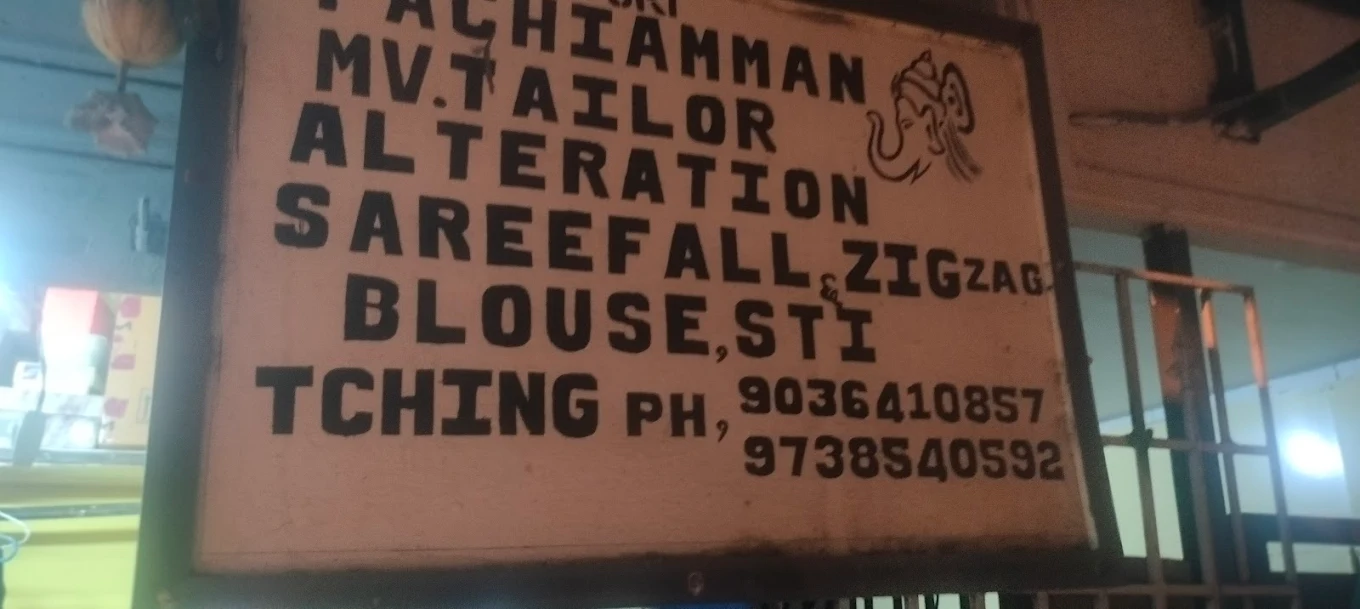 PACHIAMMAN
MV.TAILOR
ALTERATION
SAREEFALL & ZIGZAG
BLOUSE, STI
TCHING PH, 9036410857
9738540592